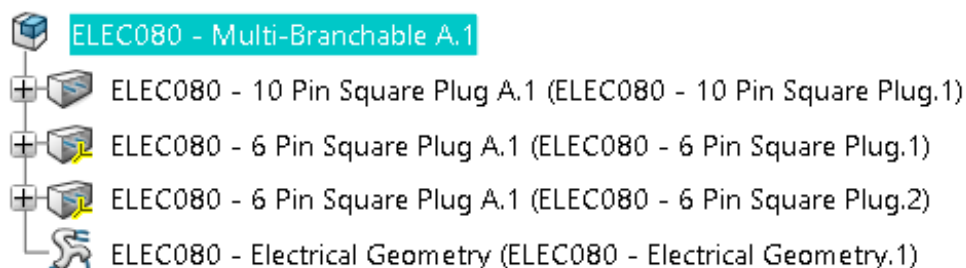 ELEC080 - Multi-Branchable A.1
ELEC080 - 10 Pin Square Plug A.1 (ELEC080 - 10 Pin Square Plug.1)
ELEC080 - 6 Pin Square Plug A.1 (ELEC080 - 6 Pin Square Plug.1)
ELEC080 - 6 Pin Square Plug A.1 (ELEC080 - 6 Pin Square Plug.2)
ELEC080 - Electrical Geometry (ELEC080 - Electrical Geometry.1)